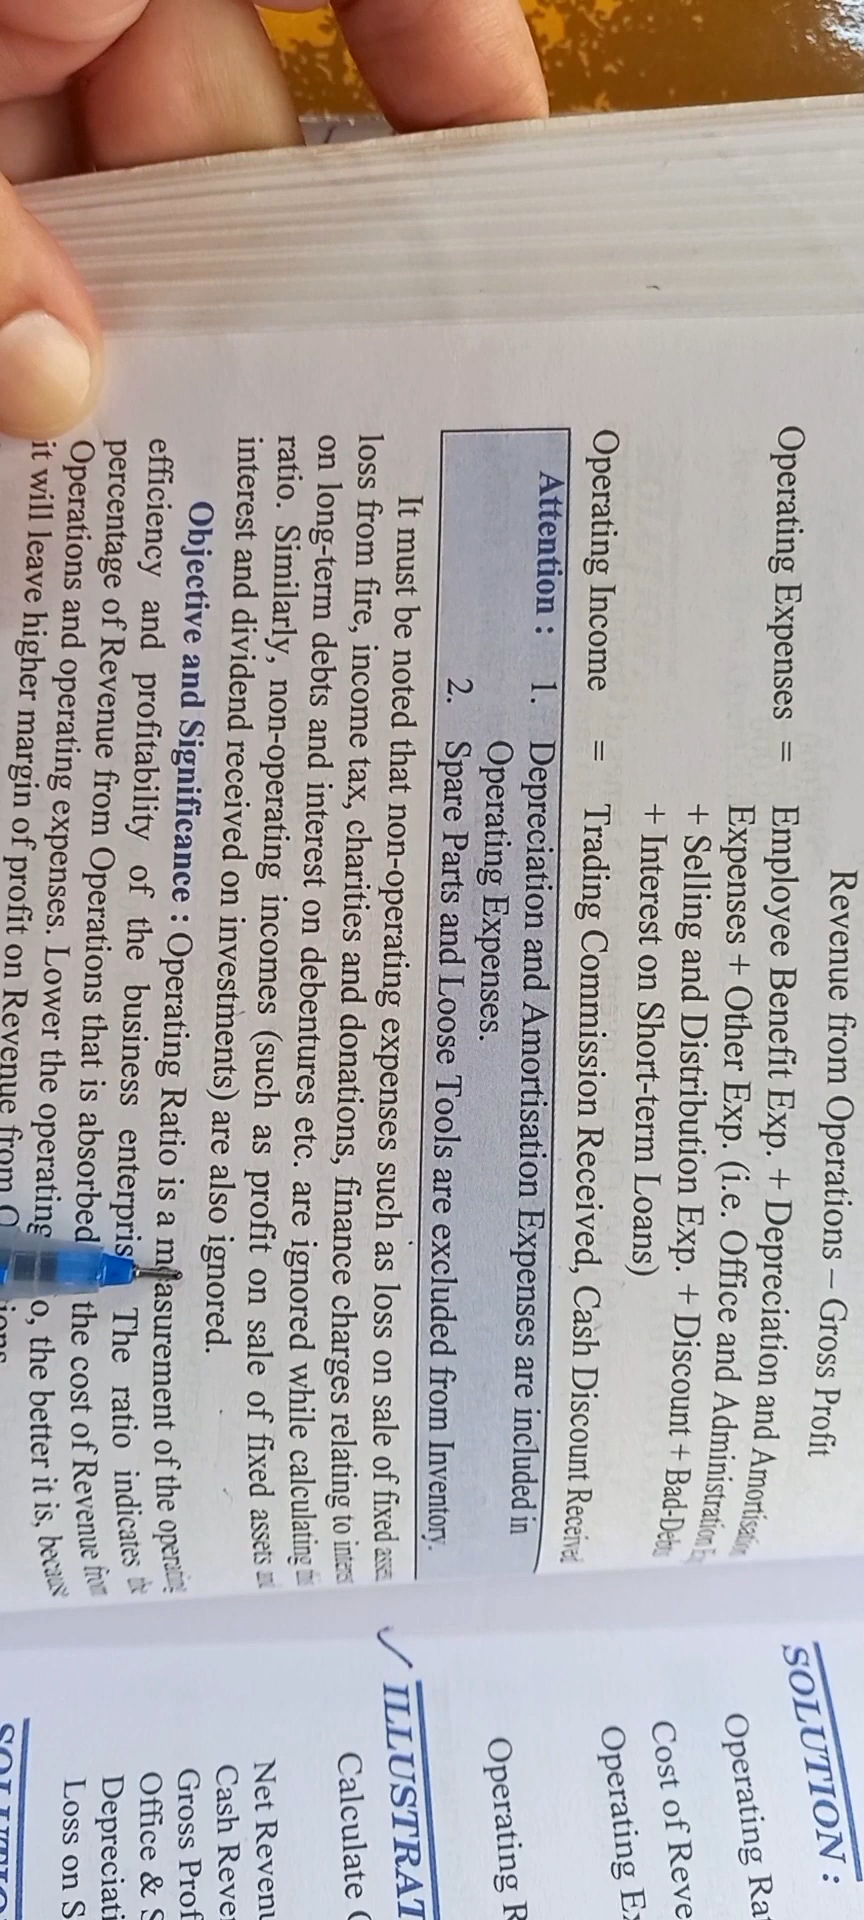 Revenue from Operations – Gross Profit
Operating Expenses = Employee Benefit Exp. + Depreciation and Amortisation
Expenses + Other Exp. (i.e. Office and Administration
+ Selling and Distribution Exp. + Discount + Bad-Debts
+ Interest on Short-term Loans)
Operating Income = Trading Commission Received, Cash Discount Received
Attention : 1. Depreciation and Amortisation Expenses are included in
Operating Expenses.
2. Spare Parts and Loose Tools are excluded from Inventory.
It must be noted that non-operating expenses such as loss on sale of fixed
loss from fire, income tax, charities and donations, finance charges relating to
on long-term debts and interest on debentures etc. are ignored while calculating
ratio. Similarly, non-operating incomes (such as profit on sale of fixed assets
interest and dividend received on investments) are also ignored.
Objective and Significance : Operating Ratio is a measurement of the operating
efficiency and profitability of the business enterpris The ratio indicates
percentage of Revenue from Operations that is absorbed the cost of Revenue from
Operations and operating expenses. Lower the operating o, the better it is, because
it will leave higher margin of profit on Revenue from
SOLUTION :
Operating Ra
Cost of Reve
Operating Ex
Operating R
ILLUSTRAT
Calculate
Net Revenu
Cash Reve
Gross Prof
Office & S
Depreciati
Loss on S